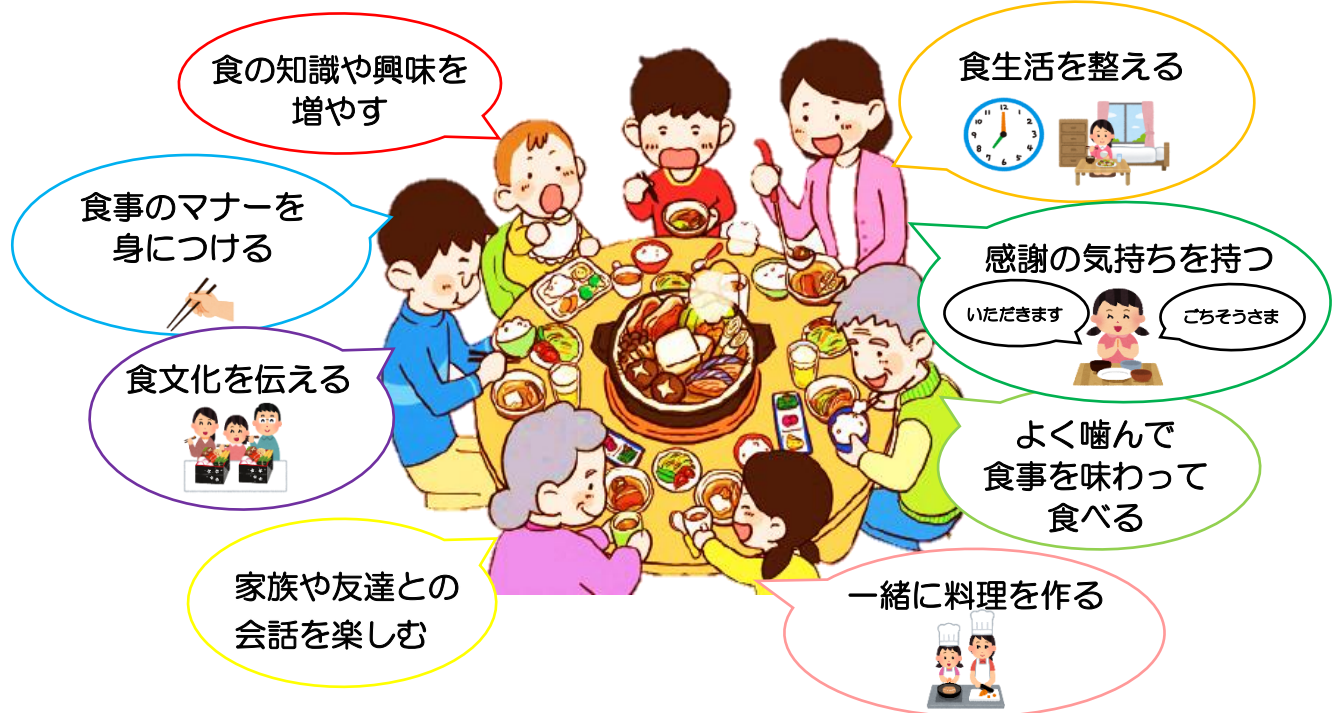 食の知識や興味を
増やす
食生活を整える
食事のマナーを
身につける
感謝の気持ちを持つ
いただきます
ごちそうさま
食文化を伝える
よく噛んで
食事を味わって
食べる
家族や友達との
会話を楽しむ
一緒に料理を作る